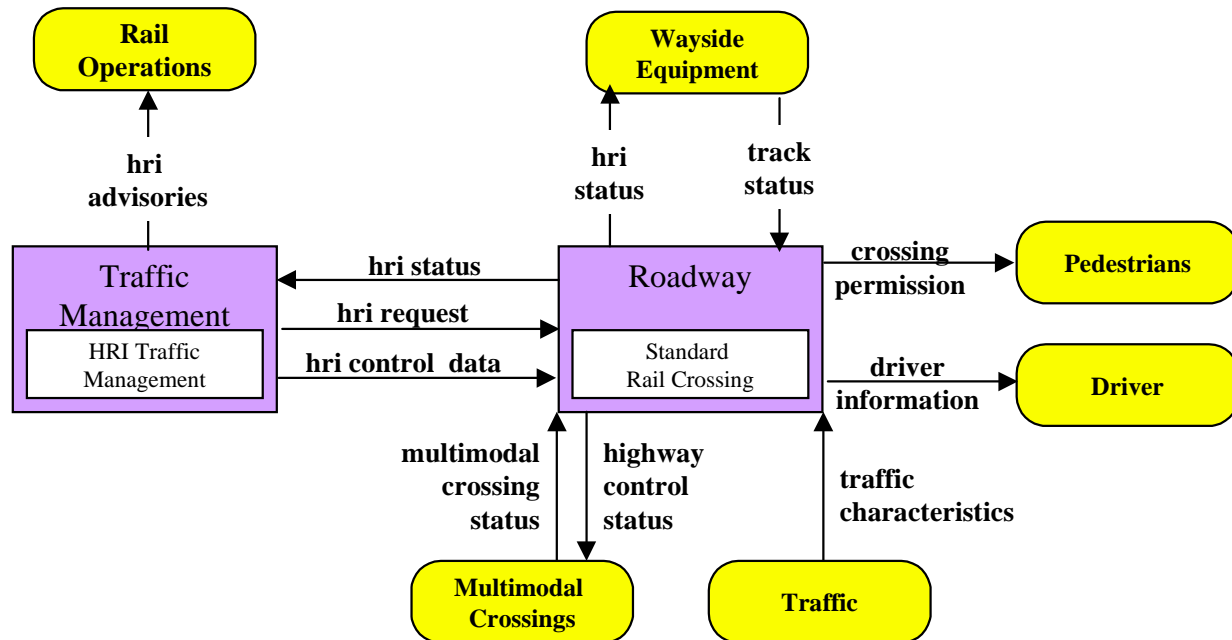 Rail
Operations
Wayside
Equipment
hri
advisories
hri
status
track
status
Traffic
Management
HRI Traffic
Management
hri status
hri request
hri control data
Roadway
Standard
Rail Crossing
crossing
permission
Pedestrians
driver
information
Driver
multimodal
crossing
status
highway
control
status
traffic
characteristics
Multimodal
Crossings
Traffic